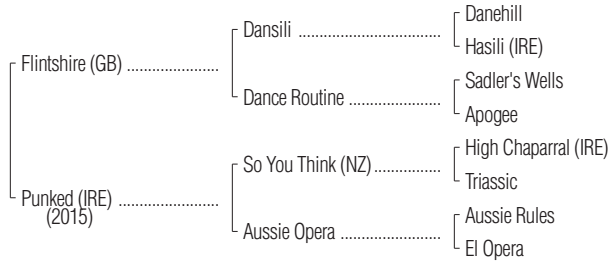 Danehill
Dansili ......................
Hasili (IRE)
Flintshire (GB) ......................
Sadler's Wells
Dance Routine ......................
Apogee
High Chaparral (IRE)
So You Think (NZ) ......................
Triassic
Punked (IRE) ......................
(2015)
Aussie Rules
Aussie Opera ......................
El Opera